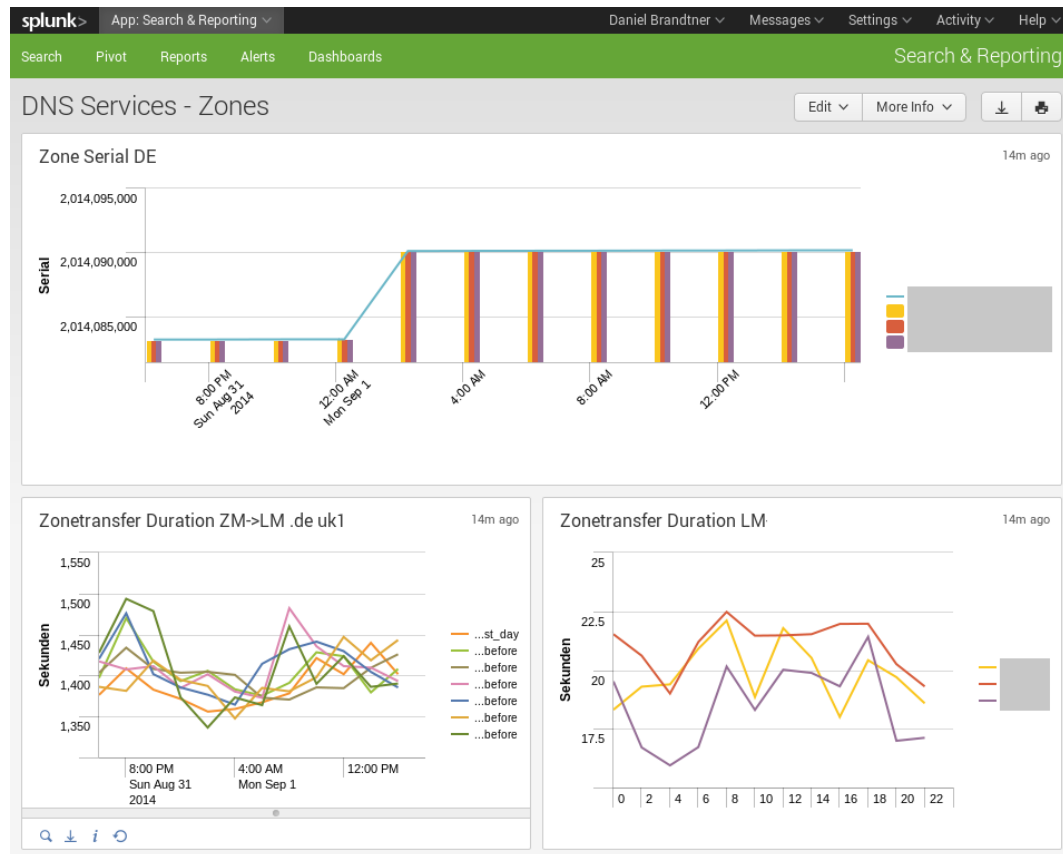 splunk> App: Search & Reporting Daniel Brandtner Messages Settings Activity Help
Search Pivot Reports Alerts Dashboards Search & Reporting
DNS Services - Zones Edit More Info
Zone Serial DE 14m ago
2,014,095,000
2,014,090,000
2,014,085,000
Serial
8:00 PM
Sun Aug 31
2014
12:00 AM
Mon Sep 1
4:00 AM
8:00 AM
12:00 PM
Zonetransfer Duration ZM->LM .de uk1 14m ago
1,550
1,500
1,450
1,400
1,350
Sekunden
8:00 PM
Sun Aug 31
2014
4:00 AM
Mon Sep 1
12:00 PM
...st_day
...before
...before
...before
...before
...before
...before
i
Zonetransfer Duration LM 14m ago
25
22.5
20
17.5
Sekunden
0 2 4 6 8 10 12 14 16 18 20 22